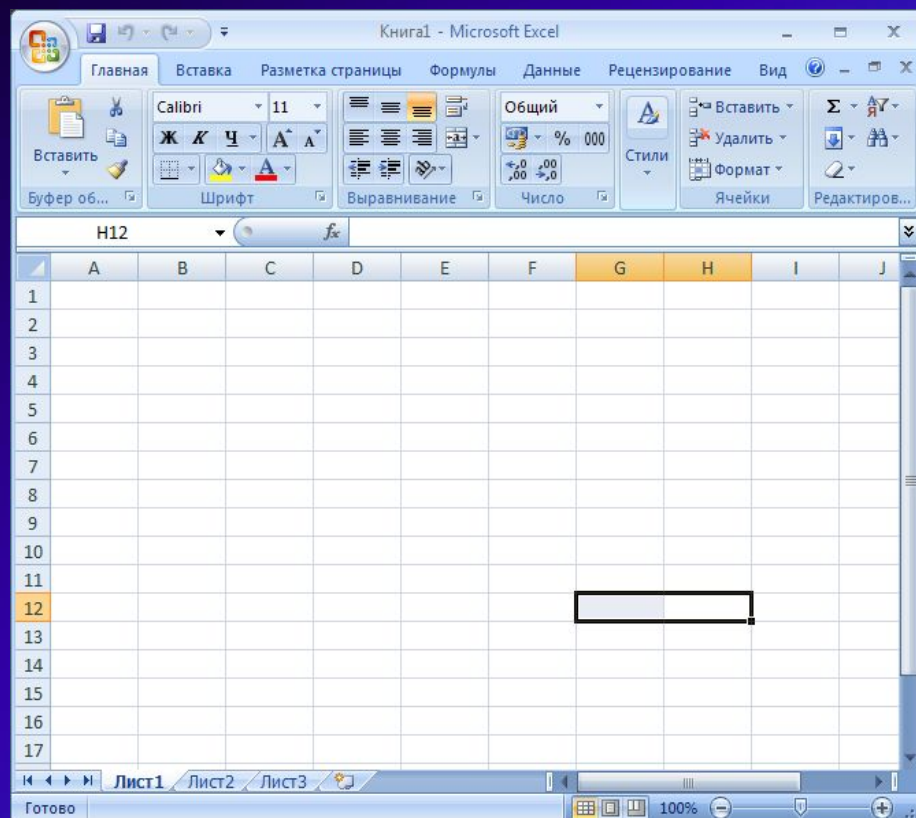 Книга1 - Microsoft Excel
Главная Вставка Разметка страницы Формулы Данные Рецензирование Вид
Calibri 11 Общий Вставить
Ж К Ч A A % 000 Удалить
Вставить Стили Формат
Буфер об... Шрифт Выравнивание Число Ячейки Редактиров...
H12 fx
A B C D E F G H I J
1
2
3
4
5
6
7
8
9
10
11
12
13
14
15
16
17
Лист1 Лист2 Лист3
Готово 100%